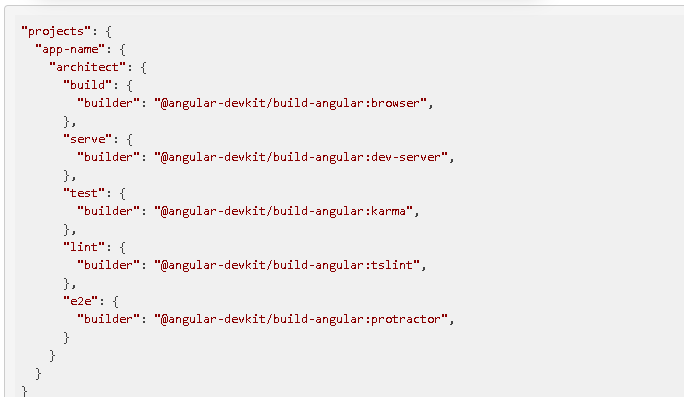 "projects": {
"app-name": {
"architect": {
"build": {
"builder": "@angular-devkit/build-angular:browser",
},
"serve": {
"builder": "@angular-devkit/build-angular:dev-server",
},
"test": {
"builder": "@angular-devkit/build-angular:karma",
},
"lint": {
"builder": "@angular-devkit/build-angular:tslint",
},
"e2e": {
"builder": "@angular-devkit/build-angular:protractor",
}
}
}
}